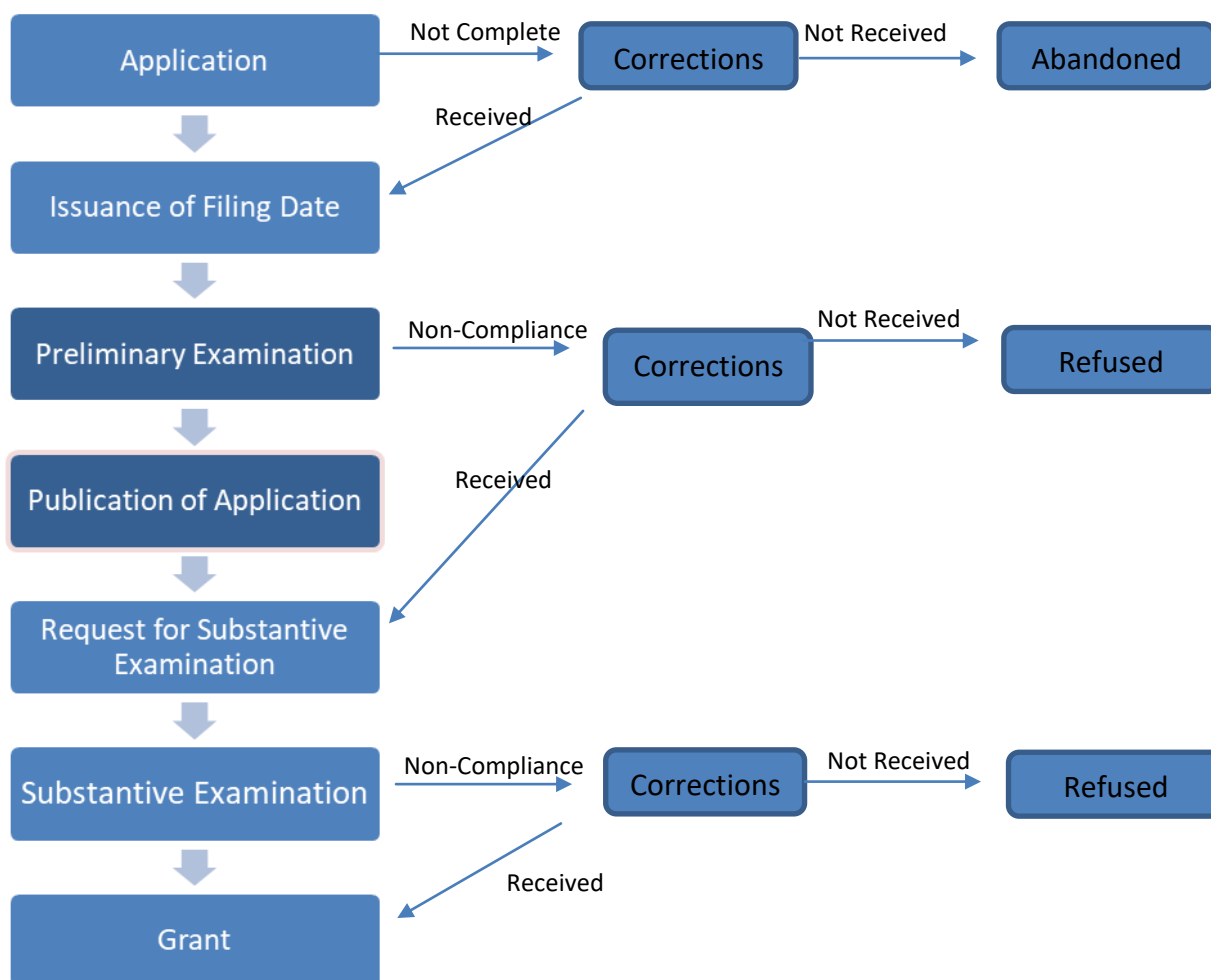 Application
Not Complete
Corrections
Not Received
Abandoned
Received
Issuance of Filing Date
Preliminary Examination
Non-Compliance
Corrections
Not Received
Refused
Publication of Application
Received
Request for Substantive
Examination
Substantive Examination
Non-Compliance
Corrections
Not Received
Refused
Received
Grant